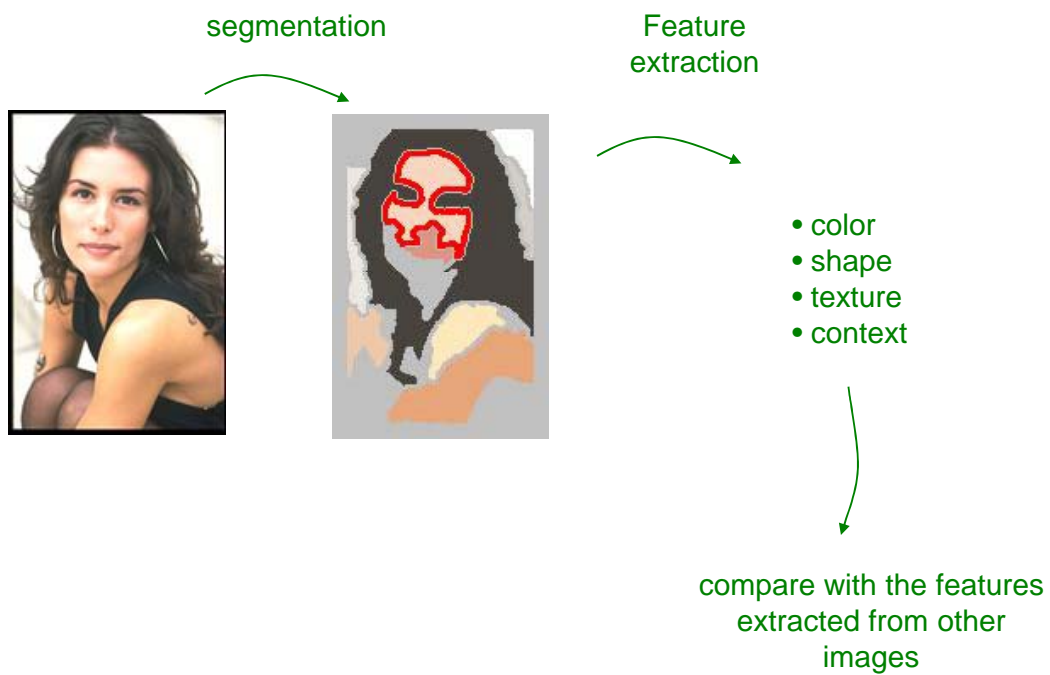 segmentation
Feature
extraction
• color
• shape
• texture
• context
compare with the features
extracted from other
images